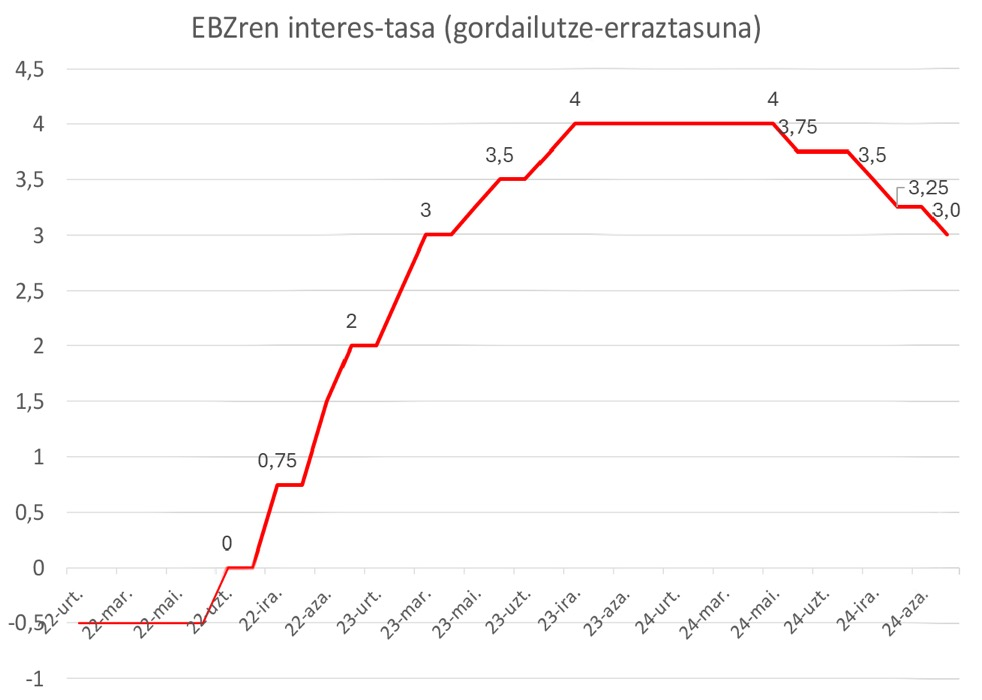 EBZren interes-tasa (gordailutze-erraztasuna)
4,5
4
3,5
3
2,5
2
1,5
1
0,5
0
-0,5
-1
0
0,75
2
3
3,5
4
4
3,75
3,5
3,25
3,0
22-urt.
22-mar.
22-mai.
22-uzt.
22-ira.
22-aza.
23-urt.
23-mar.
23-mai.
23-uzt.
23-ira.
23-aza.
24-urt.
24-mar.
24-mai.
24-uzt.
24-ira.
24-aza.